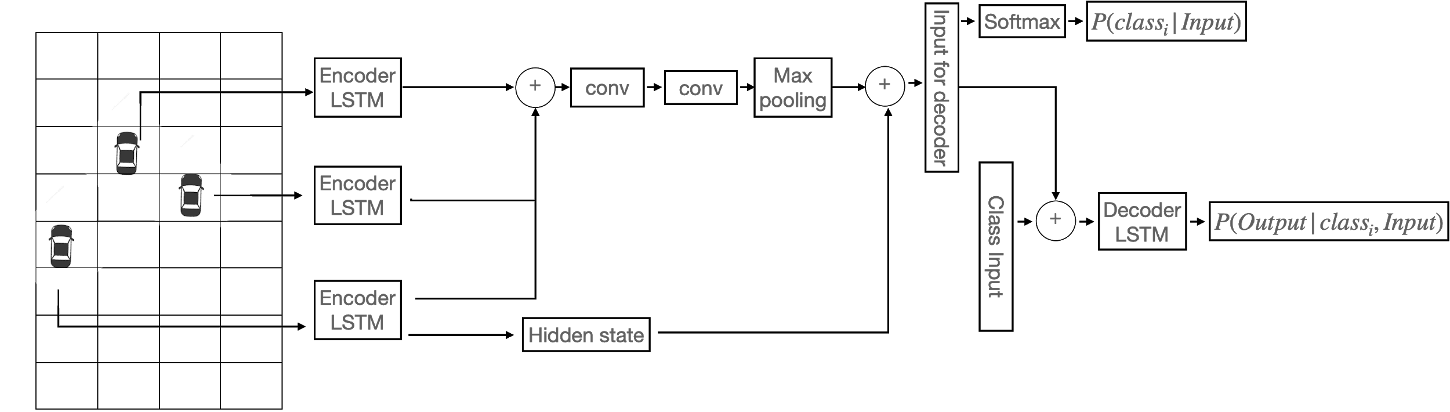 Encoder
LSTM
+
conv
conv
Max
pooling
+
Input for decoder
Softmax
P(class_i | Input)
Encoder
LSTM
Class Input
+
Decoder
LSTM
P(Output | class_i, Input)
Encoder
LSTM
Hidden state